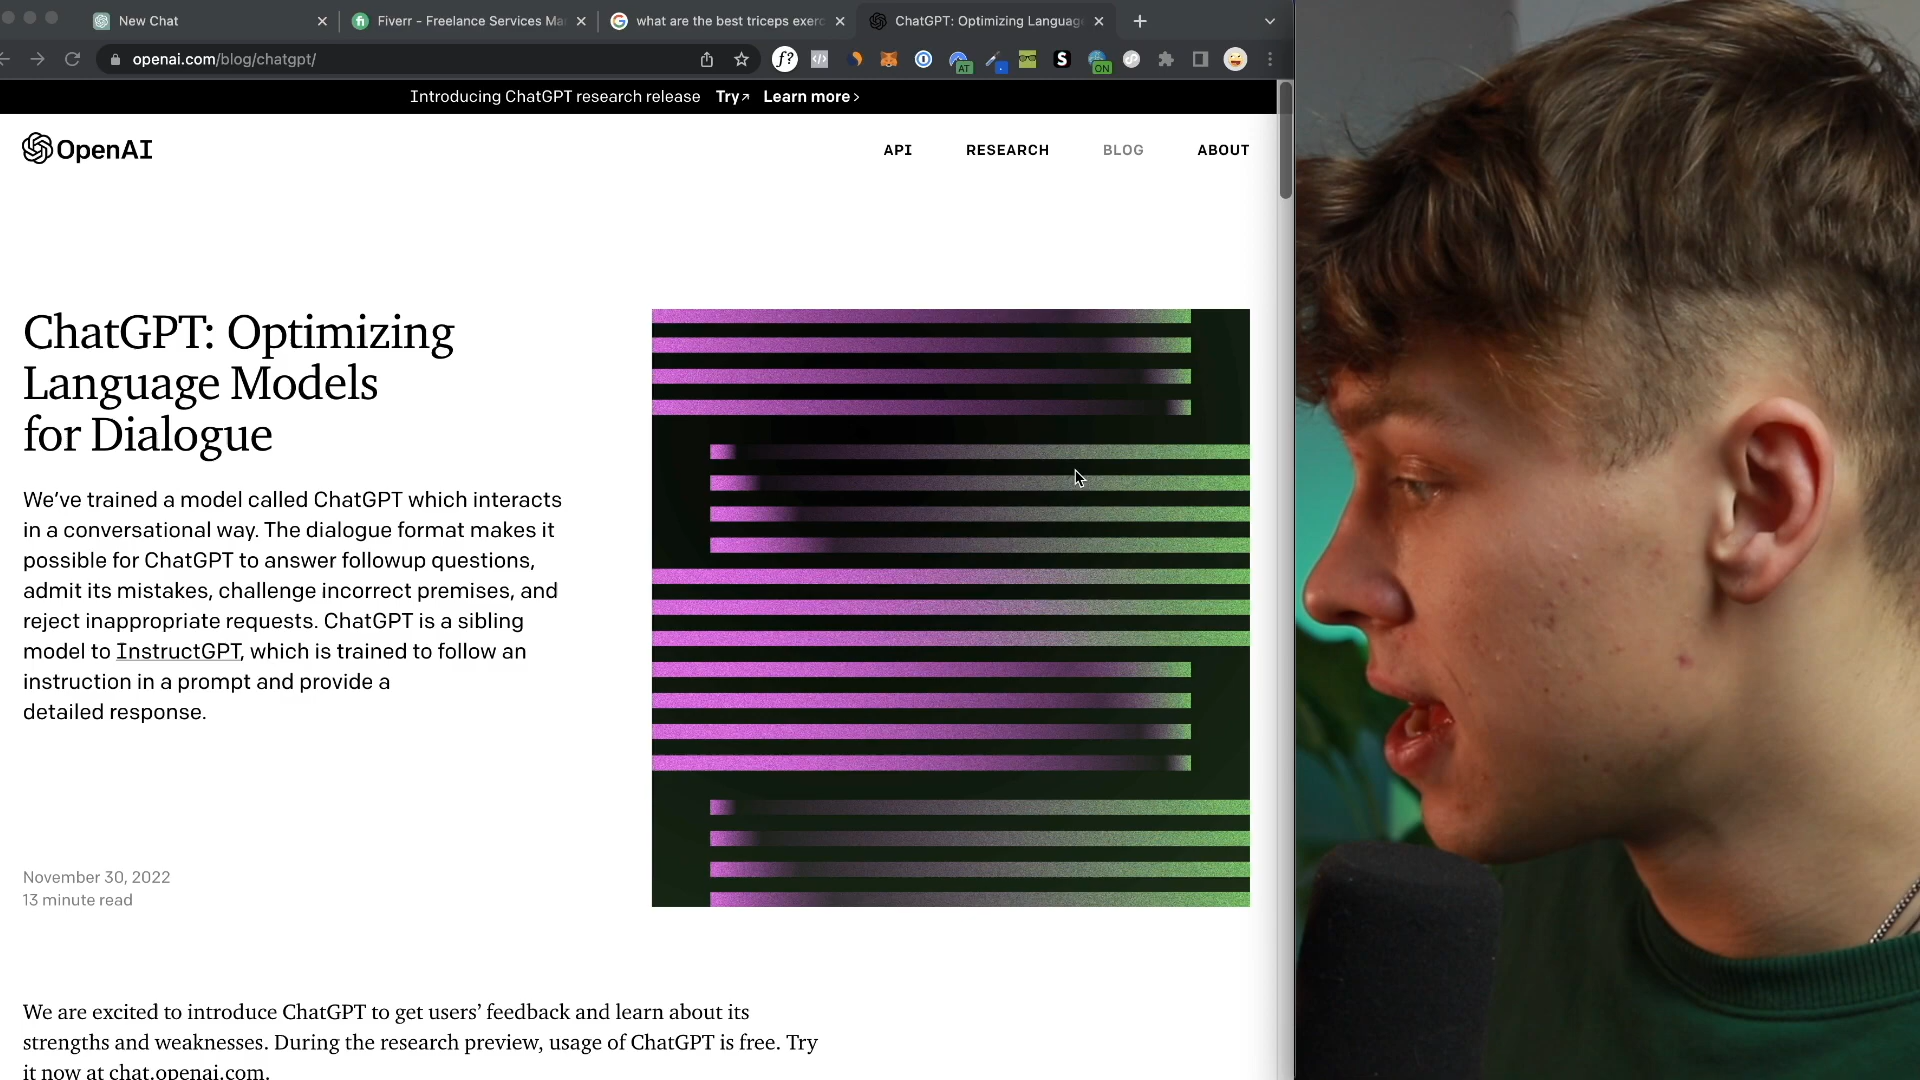 New Chat
Fiverr - Freelance Services Ma
what are the best triceps exerc
ChatGPT: Optimizing Language
openai.com/blog/chatgpt/
f?
AT
S
ON
Introducing ChatGPT research release Try↗ Learn more >
OpenAI
API RESEARCH BLOG ABOUT
ChatGPT: Optimizing
Language Models
for Dialogue
We’ve trained a model called ChatGPT which interacts
in a conversational way. The dialogue format makes it
possible for ChatGPT to answer followup questions,
admit its mistakes, challenge incorrect premises, and
reject inappropriate requests. ChatGPT is a sibling
model to InstructGPT, which is trained to follow an
instruction in a prompt and provide a
detailed response.
November 30, 2022
13 minute read
We are excited to introduce ChatGPT to get users’ feedback and learn about its
strengths and weaknesses. During the research preview, usage of ChatGPT is free. Try
it now at chat.openai.com.